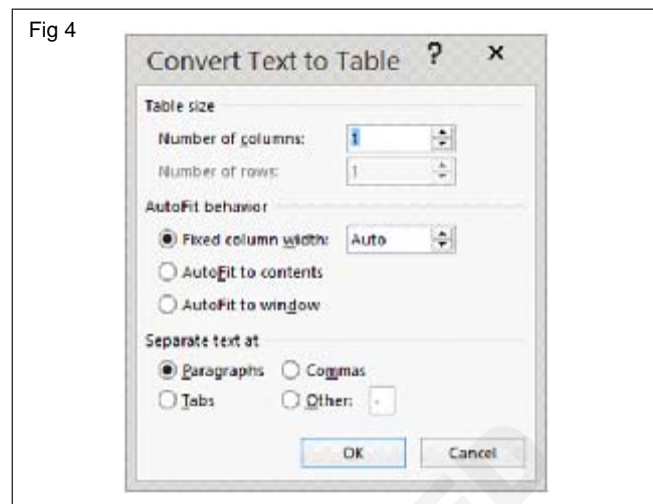 Fig 4
Convert Text to Table ? ×
Table size
Number of columns: 1
Number of rows: 1
AutoFit behavior
Fixed column width: Auto
AutoFit to contents
AutoFit to window
Separate text at
Paragraphs Commas
Tabs Other: -
OK Cancel